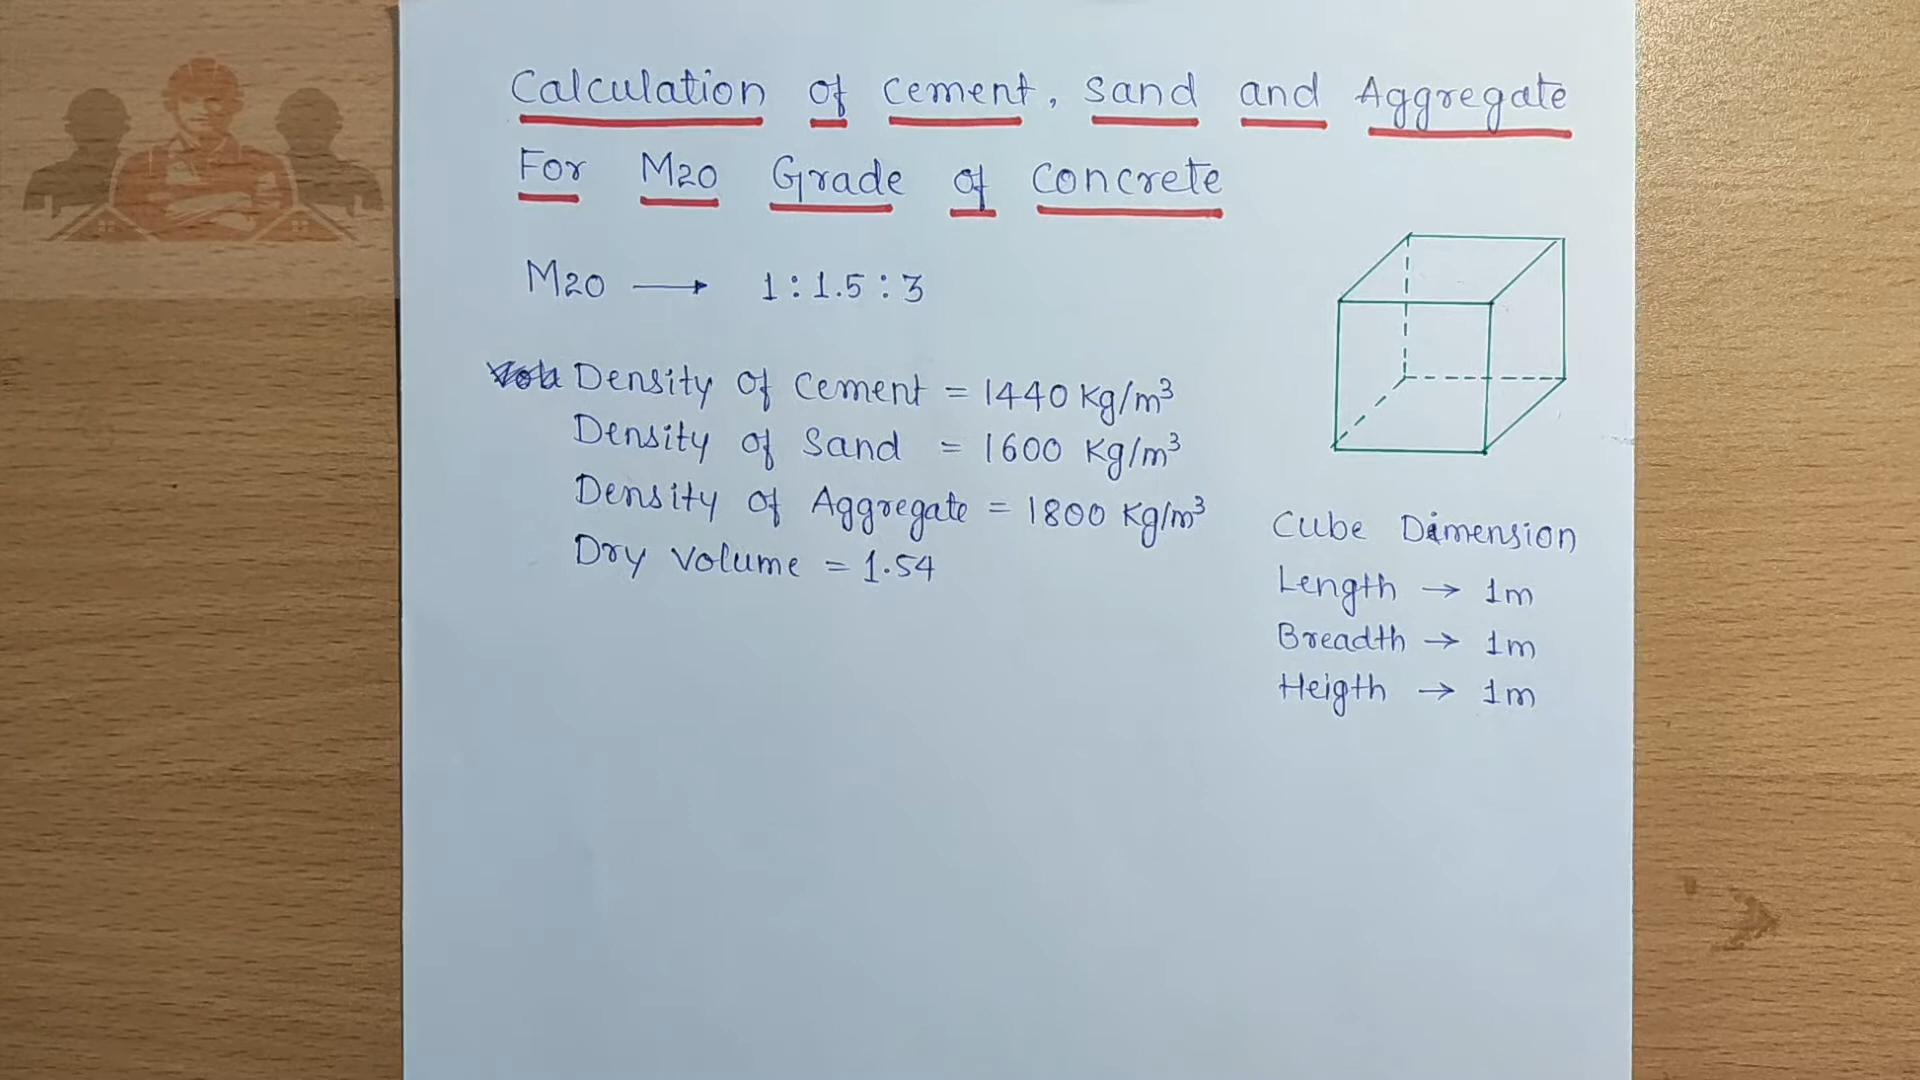 Calculation of cement, sand and Aggregate
For M20 Grade of concrete
M20 → 1 : 1.5 : 3
Density of cement = 1440 Kg/m³
Density of Sand = 1600 Kg/m³
Density of Aggregate = 1800 Kg/m³
Dry Volume = 1.54
Cube Dimension
Length → 1m
Breadth → 1m
Heigth → 1m